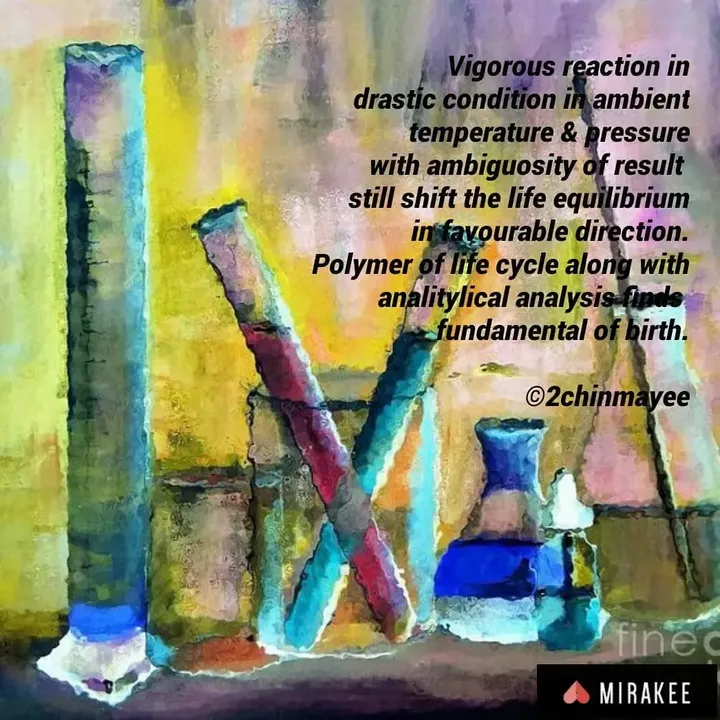 Vigorous reaction in
drastic condition in ambient
temperature & pressure
with ambiguosity of result
still shift the life equilibrium
in favourable direction.
Polymer of life cycle along with
analitylical analysis finds
fundamental of birth.
©2chinmayee
fine
MIRAKEE